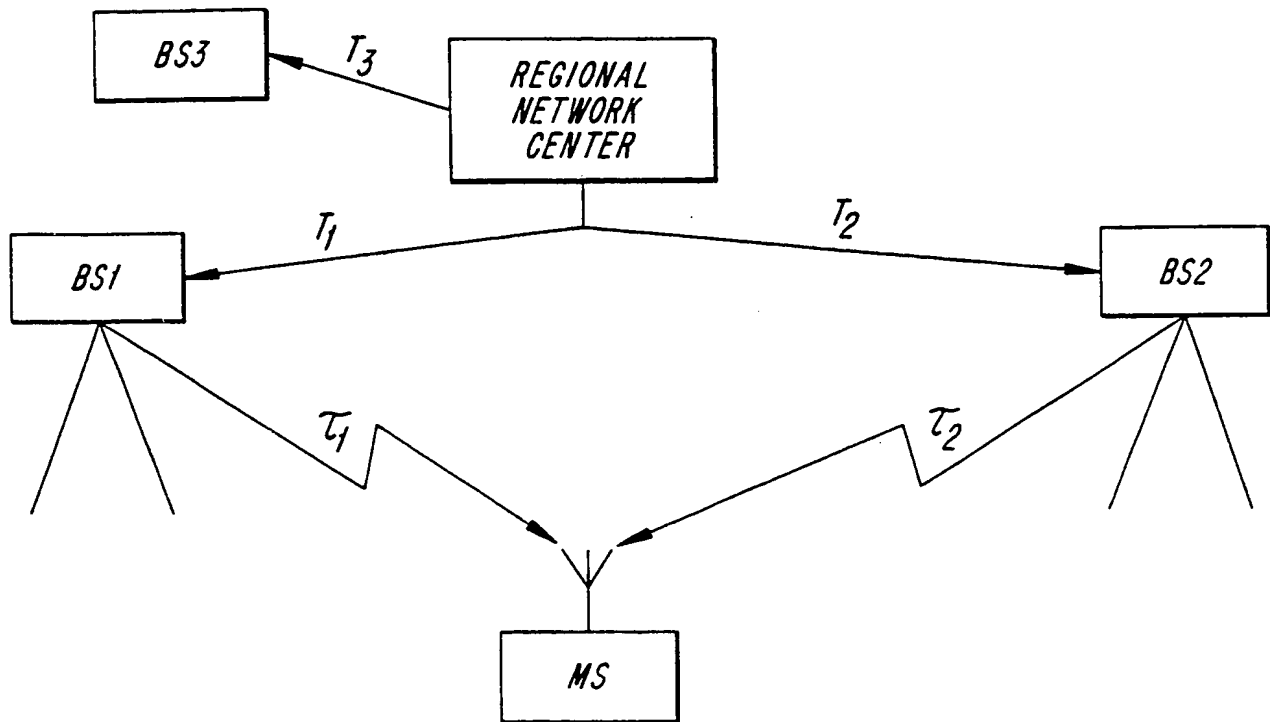 BS3
T3
REGIONAL
NETWORK
CENTER
T1
T2
BS1
BS2
τ1
τ2
MS